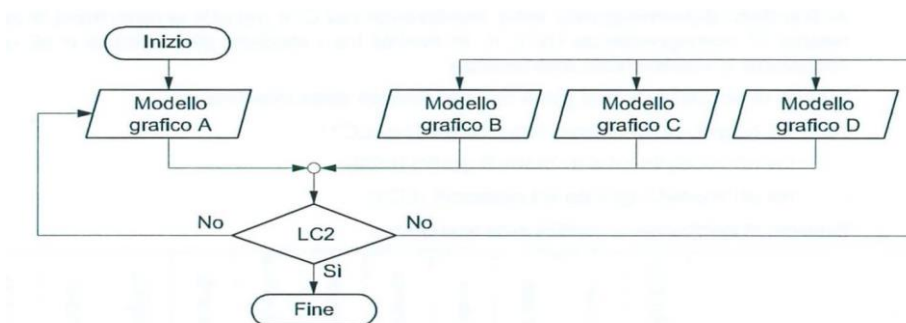 Inizio
Modello
grafico A
Modello
grafico B
Modello
grafico C
Modello
grafico D
No
LC2
No
Sì
Fine